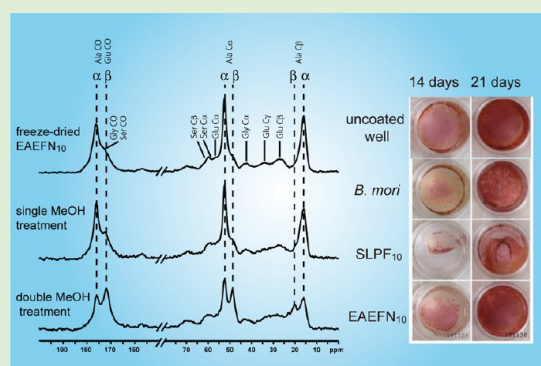 Ala CO
Glu CO
α
β
Gly CO
Ser CO
Ser Cβ
Ser Cα
Glu Cα
Ala Cα
α
β
Gly Cα
Glu Cγ
Glu Cβ
Ala Cβ
β
α
freeze-dried
EAEFN10
single MeOH
treatment
double MeOH
treatment
190 180 170 160 70 60 50 40 30 20 10 ppm
14 days 21 days
uncoated
well
B. mori
SLPF10
EAEFN10